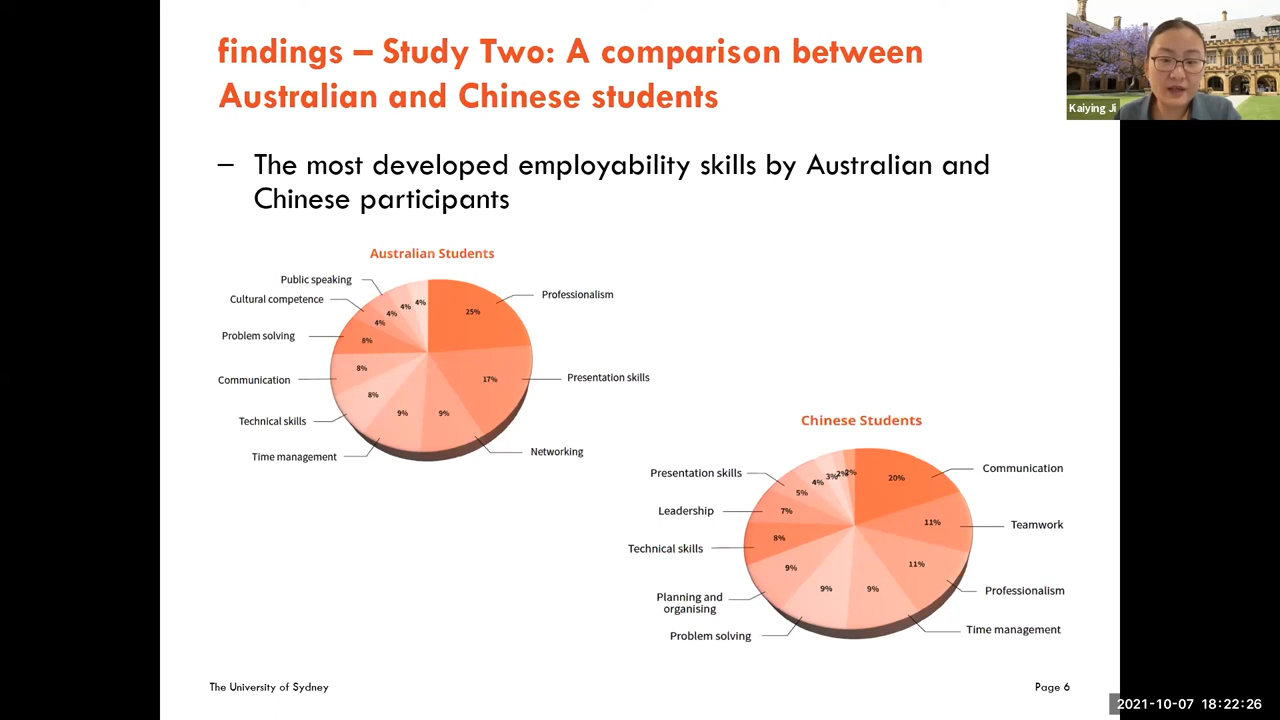 findings – Study Two: A comparison between
Australian and Chinese students
Kaiying Ji
– The most developed employability skills by Australian and
Chinese participants
Australian Students
Public speaking
Cultural competence
Problem solving
Communication
Technical skills
Time management
Professionalism
Presentation skills
Networking
25%
17%
9%
9%
8%
8%
8%
4%
4%
4%
4%
Chinese Students
Presentation skills
Leadership
Technical skills
Planning and
organising
Problem solving
Communication
Teamwork
Professionalism
Time management
20%
11%
11%
9%
9%
9%
8%
7%
5%
4%
3%
2%
2%
The University of Sydney
Page 6
2021-10-07 18:22:26